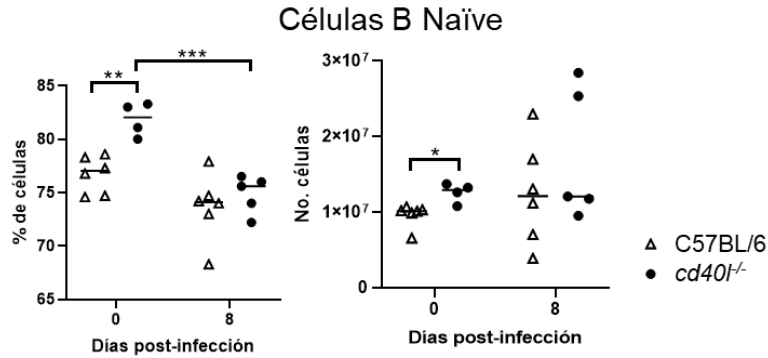 Células B Naïve
** ***
85
80
75
70
65
% de células
0 8
Días post-infección
*
3×10⁷
2×10⁷
1×10⁷
0
No. células
0 8
Días post-infección
C57BL/6
cd40l-/-